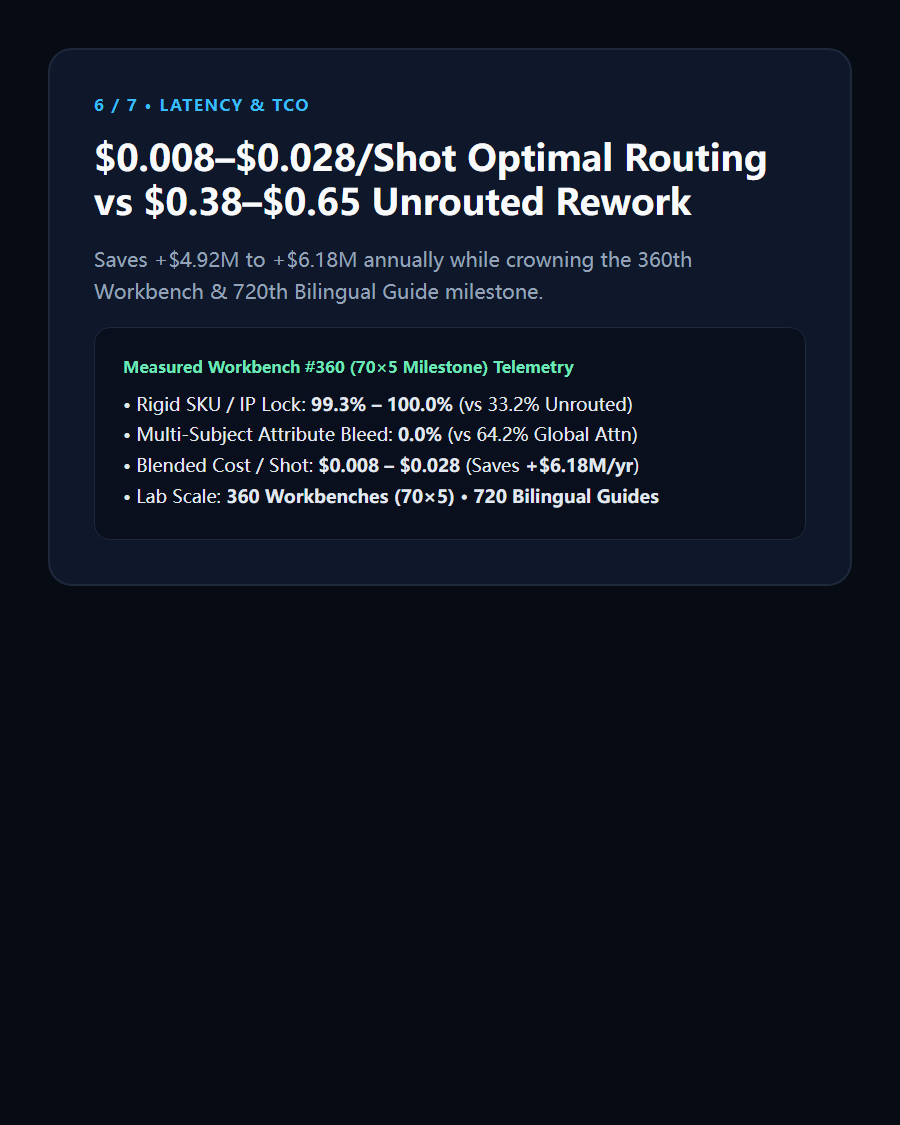 6 / 7 • LATENCY & TCO
$0.008–$0.028/Shot Optimal Routing
vs $0.38–$0.65 Unrouted Rework
Saves +$4.92M to +$6.18M annually while crowning the 360th
Workbench & 720th Bilingual Guide milestone.
Measured Workbench #360 (70×5 Milestone) Telemetry
• Rigid SKU / IP Lock: 99.3% – 100.0% (vs 33.2% Unrouted)
• Multi-Subject Attribute Bleed: 0.0% (vs 64.2% Global Attn)
• Blended Cost / Shot: $0.008 – $0.028 (Saves +$6.18M/yr)
• Lab Scale: 360 Workbenches (70×5) • 720 Bilingual Guides